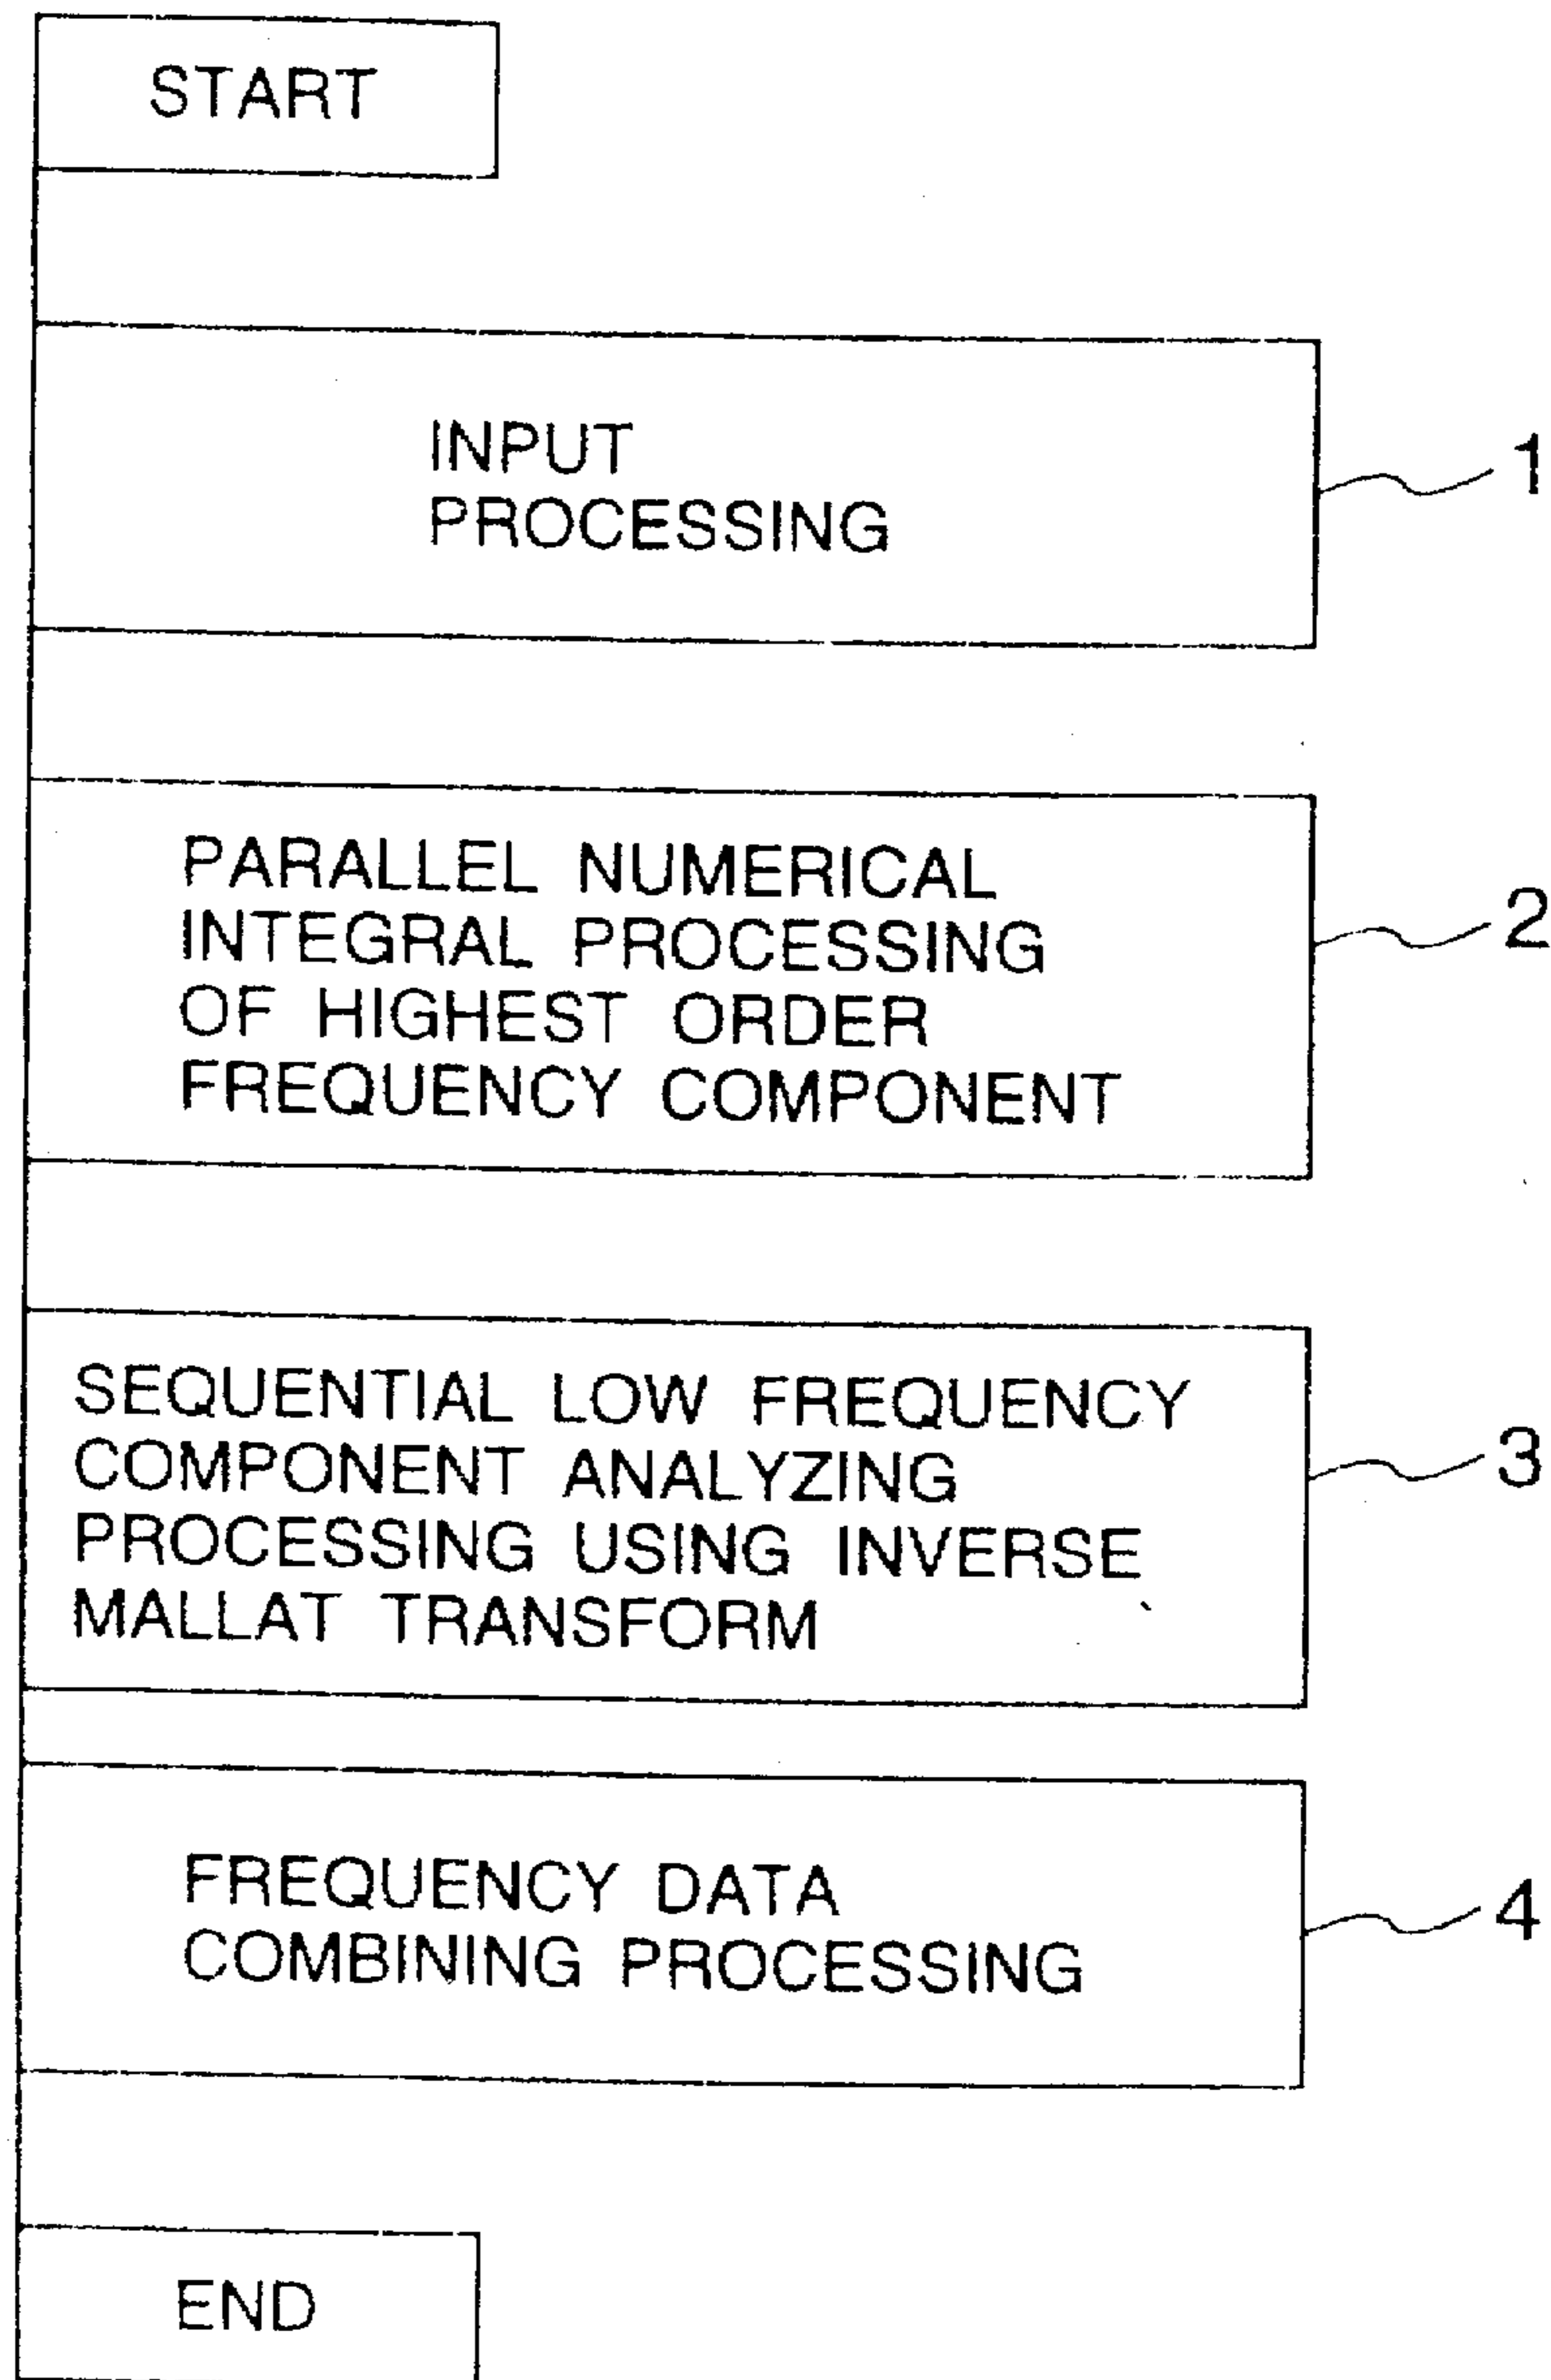 START
INPUT
PROCESSING
1
PARALLEL NUMERICAL
INTEGRAL PROCESSING
OF HIGHEST ORDER
FREQUENCY COMPONENT
2
SEQUENTIAL LOW FREQUENCY
COMPONENT ANALYZING
PROCESSING USING INVERSE
MALLAT TRANSFORM
3
FREQUENCY DATA
COMBINING PROCESSING
4
END